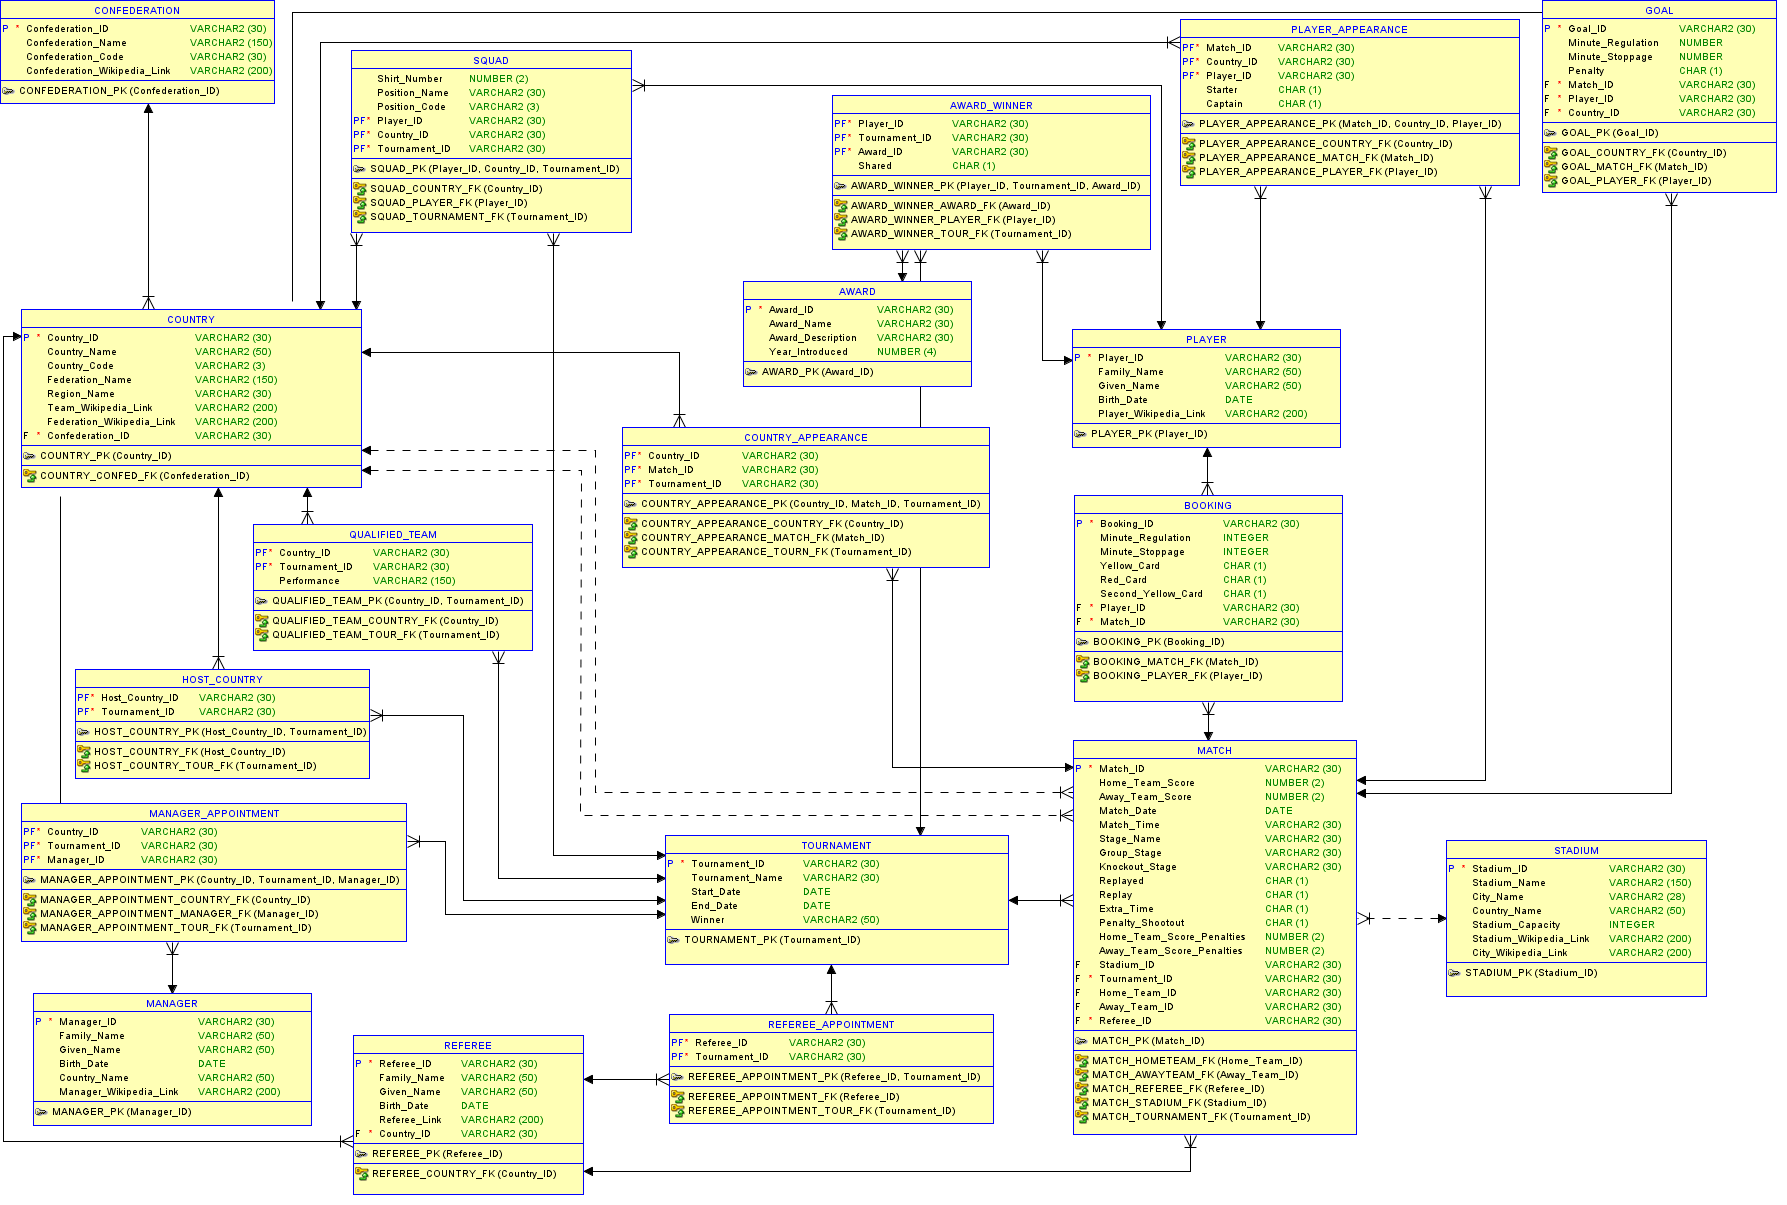 CONFEDERATION
P * Confederation_ID VARCHAR2 (30)
Confederation_Name VARCHAR2 (150)
Confederation_Code VARCHAR2 (30)
Confederation_Wikipedia_Link VARCHAR2 (200)
CONFEDERATION_PK (Confederation_ID)
SQUAD
Shirt_Number NUMBER (2)
Position_Name VARCHAR2 (30)
Position_Code VARCHAR2 (3)
PF* Player_ID VARCHAR2 (30)
PF* Country_ID VARCHAR2 (30)
PF* Tournament_ID VARCHAR2 (30)
SQUAD_PK (Player_ID, Country_ID, Tournament_ID)
SQUAD_COUNTRY_FK (Country_ID)
SQUAD_PLAYER_FK (Player_ID)
SQUAD_TOURNAMENT_FK (Tournament_ID)
AWARD_WINNER
PF* Player_ID VARCHAR2 (30)
PF* Tournament_ID VARCHAR2 (30)
PF* Award_ID VARCHAR2 (30)
Shared CHAR (1)
AWARD_WINNER_PK (Player_ID, Tournament_ID, Award_ID)
AWARD_WINNER_AWARD_FK (Award_ID)
AWARD_WINNER_PLAYER_FK (Player_ID)
AWARD_WINNER_TOUR_FK (Tournament_ID)
PLAYER_APPEARANCE
PF* Match_ID VARCHAR2 (30)
PF* Country_ID VARCHAR2 (30)
PF* Player_ID VARCHAR2 (30)
Starter CHAR (1)
Captain CHAR (1)
PLAYER_APPEARANCE_PK (Match_ID, Country_ID, Player_ID)
PLAYER_APPEARANCE_COUNTRY_FK (Country_ID)
PLAYER_APPEARANCE_MATCH_FK (Match_ID)
PLAYER_APPEARANCE_PLAYER_FK (Player_ID)
GOAL
P * Goal_ID VARCHAR2 (30)
Minute_Regulation NUMBER
Minute_Stoppage NUMBER
Penalty CHAR (1)
F * Match_ID VARCHAR2 (30)
F * Player_ID VARCHAR2 (30)
F * Country_ID VARCHAR2 (30)
GOAL_PK (Goal_ID)
GOAL_COUNTRY_FK (Country_ID)
GOAL_MATCH_FK (Match_ID)
GOAL_PLAYER_FK (Player_ID)
COUNTRY
P * Country_ID VARCHAR2 (30)
Country_Name VARCHAR2 (50)
Country_Code VARCHAR2 (3)
Federation_Name VARCHAR2 (150)
Region_Name VARCHAR2 (30)
Team_Wikipedia_Link VARCHAR2 (200)
Federation_Wikipedia_Link VARCHAR2 (200)
F * Confederation_ID VARCHAR2 (30)
COUNTRY_PK (Country_ID)
COUNTRY_CONFED_FK (Confederation_ID)
AWARD
P * Award_ID VARCHAR2 (30)
Award_Name VARCHAR2 (30)
Award_Description VARCHAR2 (30)
Year_Introduced NUMBER (4)
AWARD_PK (Award_ID)
PLAYER
P * Player_ID VARCHAR2 (30)
Family_Name VARCHAR2 (50)
Given_Name VARCHAR2 (50)
Birth_Date DATE
Player_Wikipedia_Link VARCHAR2 (200)
PLAYER_PK (Player_ID)
COUNTRY_APPEARANCE
PF* Country_ID VARCHAR2 (30)
PF* Match_ID VARCHAR2 (30)
PF* Tournament_ID VARCHAR2 (30)
COUNTRY_APPEARANCE_PK (Country_ID, Match_ID, Tournament_ID)
COUNTRY_APPEARANCE_COUNTRY_FK (Country_ID)
COUNTRY_APPEARANCE_MATCH_FK (Match_ID)
COUNTRY_APPEARANCE_TOURN_FK (Tournament_ID)
BOOKING
P * Booking_ID VARCHAR2 (30)
Minute_Regulation INTEGER
Minute_Stoppage INTEGER
Yellow_Card CHAR (1)
Red_Card CHAR (1)
Second_Yellow_Card CHAR (1)
F * Player_ID VARCHAR2 (30)
F * Match_ID VARCHAR2 (30)
BOOKING_PK (Booking_ID)
BOOKING_MATCH_FK (Match_ID)
BOOKING_PLAYER_FK (Player_ID)
QUALIFIED_TEAM
PF* Country_ID VARCHAR2 (30)
PF* Tournament_ID VARCHAR2 (30)
Performance VARCHAR2 (150)
QUALIFIED_TEAM_PK (Country_ID, Tournament_ID)
QUALIFIED_TEAM_COUNTRY_FK (Country_ID)
QUALIFIED_TEAM_TOUR_FK (Tournament_ID)
HOST_COUNTRY
PF* Host_Country_ID VARCHAR2 (30)
PF* Tournament_ID VARCHAR2 (30)
HOST_COUNTRY_PK (Host_Country_ID, Tournament_ID)
HOST_COUNTRY_FK (Host_Country_ID)
HOST_COUNTRY_TOUR_FK (Tournament_ID)
MANAGER_APPOINTMENT
PF* Country_ID VARCHAR2 (30)
PF* Tournament_ID VARCHAR2 (30)
PF* Manager_ID VARCHAR2 (30)
MANAGER_APPOINTMENT_PK (Country_ID, Tournament_ID, Manager_ID)
MANAGER_APPOINTMENT_COUNTRY_FK (Country_ID)
MANAGER_APPOINTMENT_MANAGER_FK (Manager_ID)
MANAGER_APPOINTMENT_TOUR_FK (Tournament_ID)
TOURNAMENT
P * Tournament_ID VARCHAR2 (30)
Tournament_Name VARCHAR2 (30)
Start_Date DATE
End_Date DATE
Winner VARCHAR2 (50)
TOURNAMENT_PK (Tournament_ID)
MATCH
P * Match_ID VARCHAR2 (30)
Home_Team_Score NUMBER (2)
Away_Team_Score NUMBER (2)
Match_Date DATE
Match_Time VARCHAR2 (30)
Stage_Name VARCHAR2 (30)
Group_Stage VARCHAR2 (30)
Knockout_Stage VARCHAR2 (30)
Replayed CHAR (1)
Replay CHAR (1)
Extra_Time CHAR (1)
Penalty_Shootout CHAR (1)
Home_Team_Score_Penalties NUMBER (2)
Away_Team_Score_Penalties NUMBER (2)
F Stadium_ID VARCHAR2 (30)
F * Tournament_ID VARCHAR2 (30)
F Home_Team_ID VARCHAR2 (30)
F Away_Team_ID VARCHAR2 (30)
F * Referee_ID VARCHAR2 (30)
MATCH_PK (Match_ID)
MATCH_HOMETEAM_FK (Home_Team_ID)
MATCH_AWAYTEAM_FK (Away_Team_ID)
MATCH_REFEREE_FK (Referee_ID)
MATCH_STADIUM_FK (Stadium_ID)
MATCH_TOURNAMENT_FK (Tournament_ID)
STADIUM
P * Stadium_ID VARCHAR2 (30)
Stadium_Name VARCHAR2 (150)
City_Name VARCHAR2 (28)
Country_Name VARCHAR2 (50)
Stadium_Capacity INTEGER
Stadium_Wikipedia_Link VARCHAR2 (200)
City_Wikipedia_Link VARCHAR2 (200)
STADIUM_PK (Stadium_ID)
MANAGER
P * Manager_ID VARCHAR2 (30)
Family_Name VARCHAR2 (50)
Given_Name VARCHAR2 (50)
Birth_Date DATE
Country_Name VARCHAR2 (50)
Manager_Wikipedia_Link VARCHAR2 (200)
MANAGER_PK (Manager_ID)
REFEREE
P * Referee_ID VARCHAR2 (30)
Family_Name VARCHAR2 (50)
Given_Name VARCHAR2 (50)
Birth_Date DATE
Referee_Link VARCHAR2 (200)
F * Country_ID VARCHAR2 (30)
REFEREE_PK (Referee_ID)
REFEREE_COUNTRY_FK (Country_ID)
REFEREE_APPOINTMENT
PF* Referee_ID VARCHAR2 (30)
PF* Tournament_ID VARCHAR2 (30)
REFEREE_APPOINTMENT_PK (Referee_ID, Tournament_ID)
REFEREE_APPOINTMENT_FK (Referee_ID)
REFEREE_APPOINTMENT_TOUR_FK (Tournament_ID)